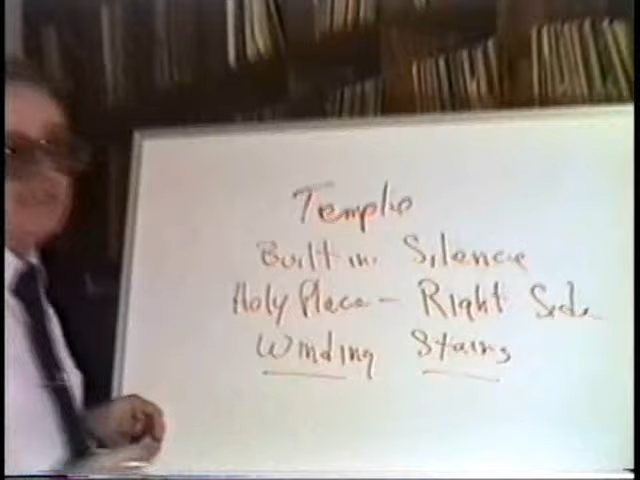 Temple
Built in Silence
Holy Place - Right Side
Winding Stairs